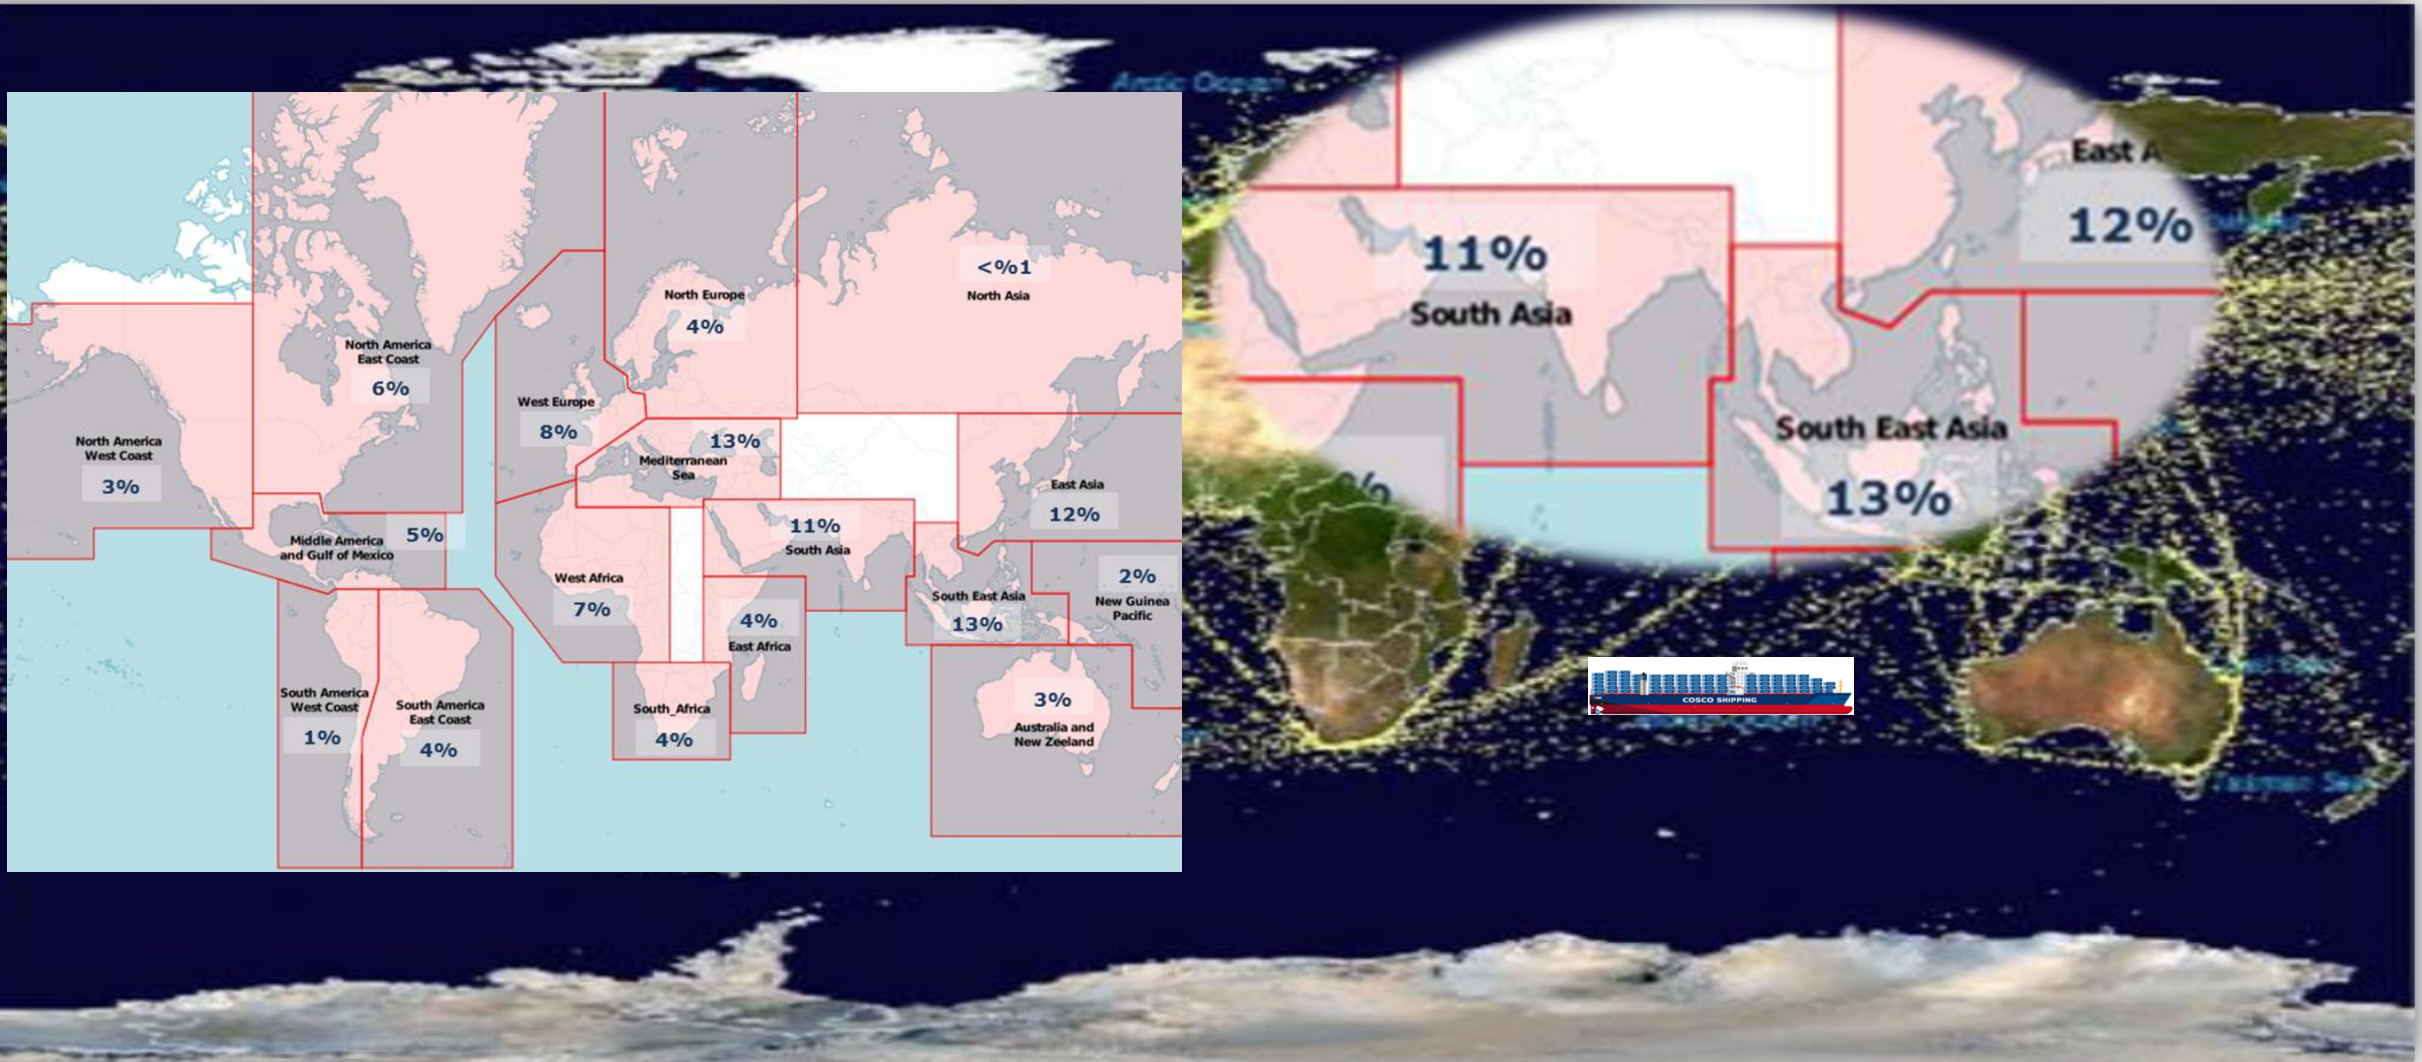 Arctic Ocean
<%1
North Asia
North Europe
4%
North America
East Coast
6%
West Europe
8%
13%
Mediterranean
Sea
North America
West Coast
3%
East Asia
12%
5%
Middle America
and Gulf of Mexico
11%
South Asia
West Africa
7%
2%
New Guinea
Pacific
South East Asia
13%
4%
East Africa
South America
West Coast
1%
South America
East Coast
4%
South_Africa
4%
3%
Australia and
New Zeeland
East A
12%
11%
South Asia
South East Asia
13%
%
COSCO SHIPPING
Tasman Sea